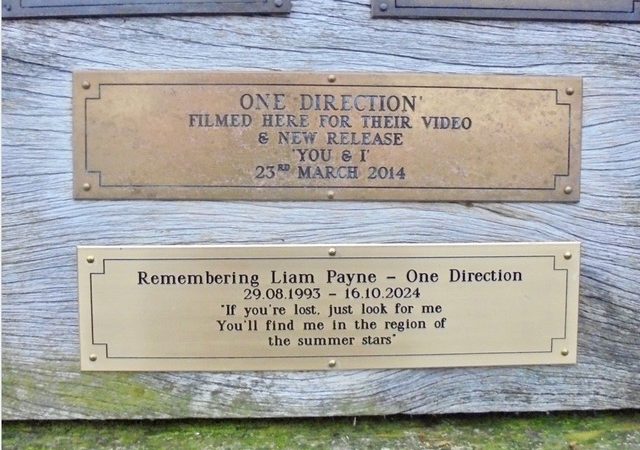 ONE DIRECTION'
FILMED HERE FOR THEIR VIDEO
& NEW RELEASE
'YOU & I'
23RD MARCH 2014
Remembering Liam Payne - One Direction
29.08.1993 - 16.10.2024
"If you're lost, just look for me
You'll find me in the region of
the summer stars"